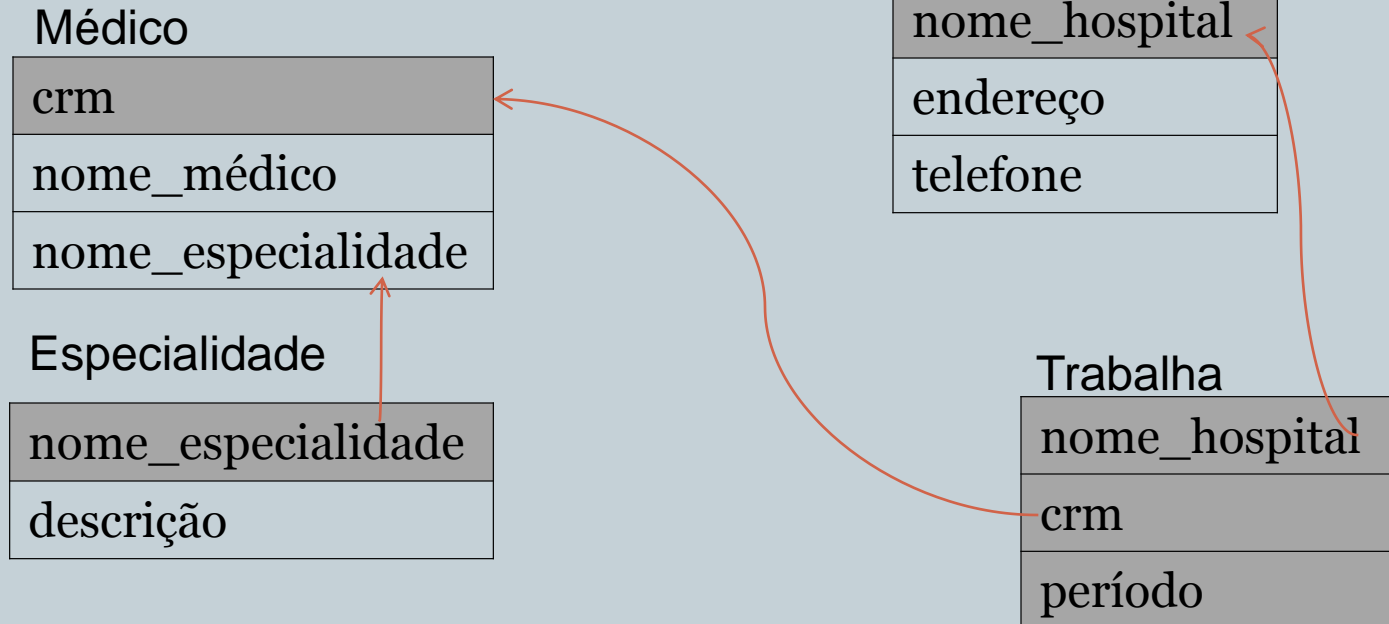 Médico
crm
nome_médico
nome_especialidade
Especialidade
nome_especialidade
descrição
nome_hospital
endereço
telefone
Trabalha
nome_hospital
crm
período